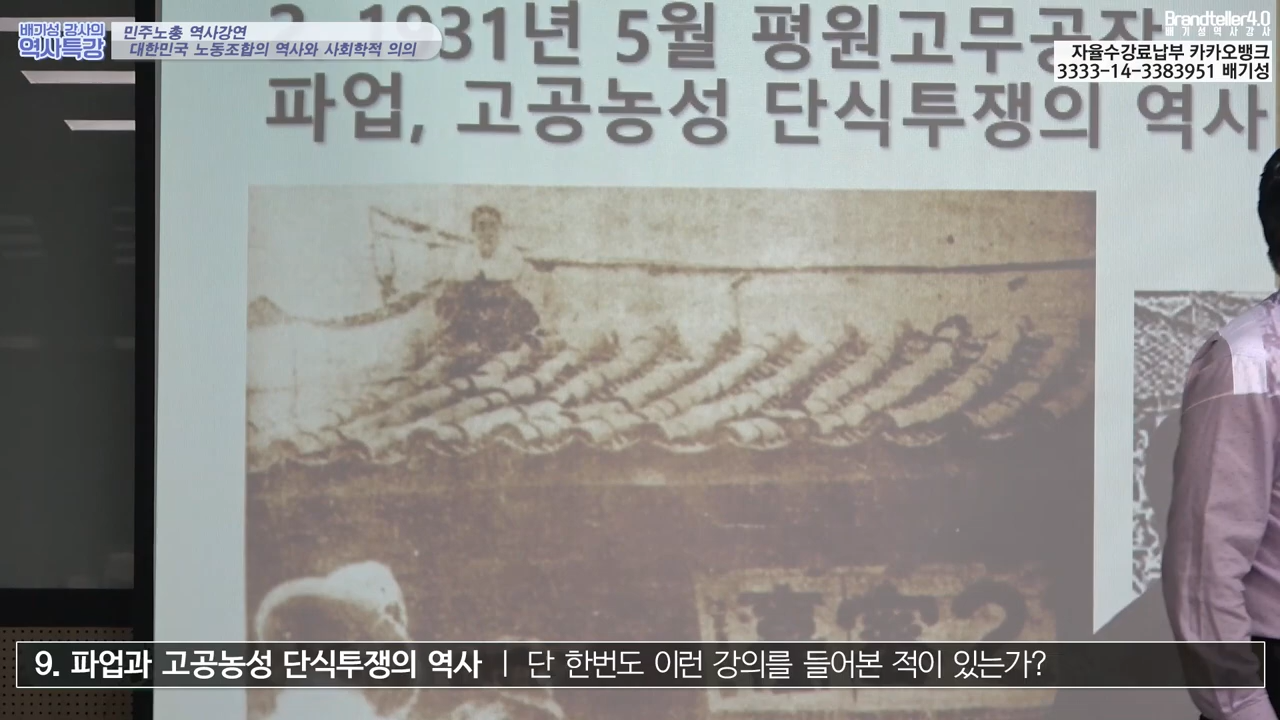 배기성 강사의
역사특강
민주노총 역사강연
대한민국 노동조합의 역사와 사회학적 의의
Brandteller4.0
배기성역사강사
자율수강료납부 카카오뱅크
3333-14-3383951 배기성
1931년 5월 평원고무공장
파업, 고공농성 단식투쟁의 역사
9. 파업과 고공농성 단식투쟁의 역사 | 단 한번도 이런 강의를 들어본 적이 있는가?